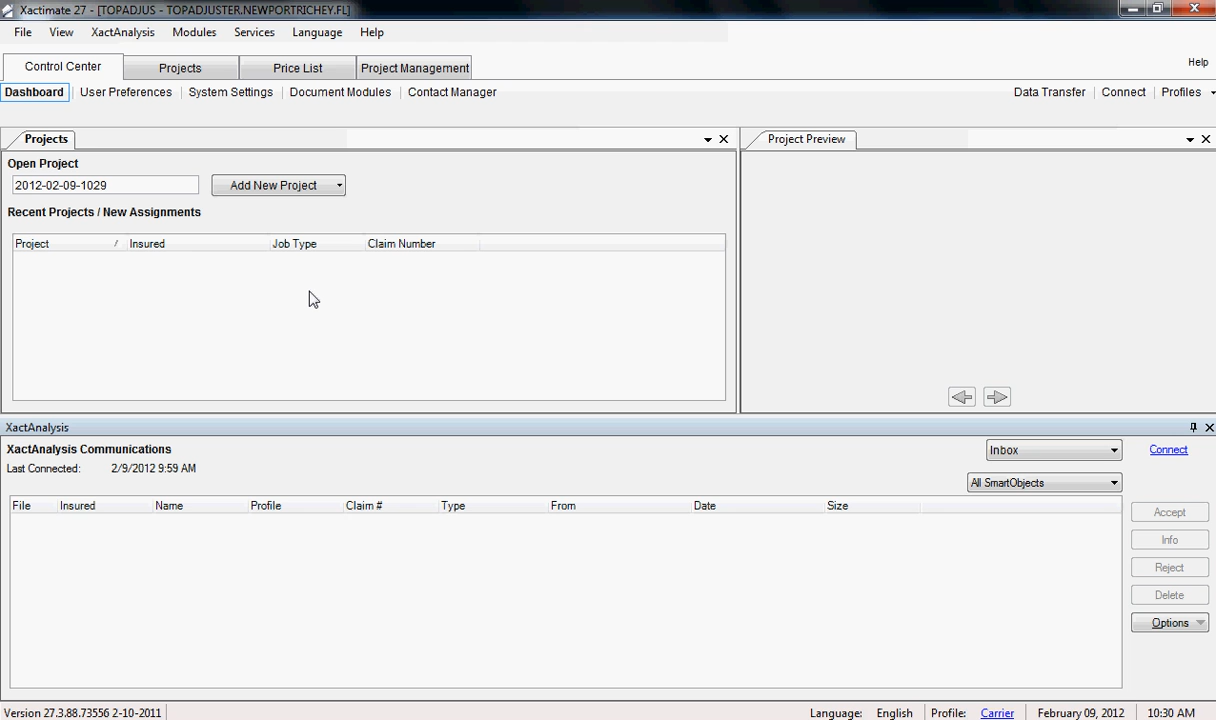 Xactimate 27 - [TOPADJUS - TOPADJUSTER.NEWPORTRICHEY.FL]
File View XactAnalysis Modules Services Language Help
Control Center Projects Price List Project Management Help
Dashboard User Preferences System Settings Document Modules Contact Manager Data Transfer Connect Profiles
Projects
Project Preview
Open Project
2012-02-09-1029 Add New Project
Recent Projects / New Assignments
Project / Insured Job Type Claim Number
XactAnalysis
XactAnalysis Communications Inbox Connect
Last Connected: 2/9/2012 9:59 AM
All SmartObjects
File Insured Name Profile Claim # Type From Date Size
Accept
Info
Reject
Delete
Options
Version 27.3.88.73556 2-10-2011 Language: English Profile: Carrier February 09, 2012 10:30 AM